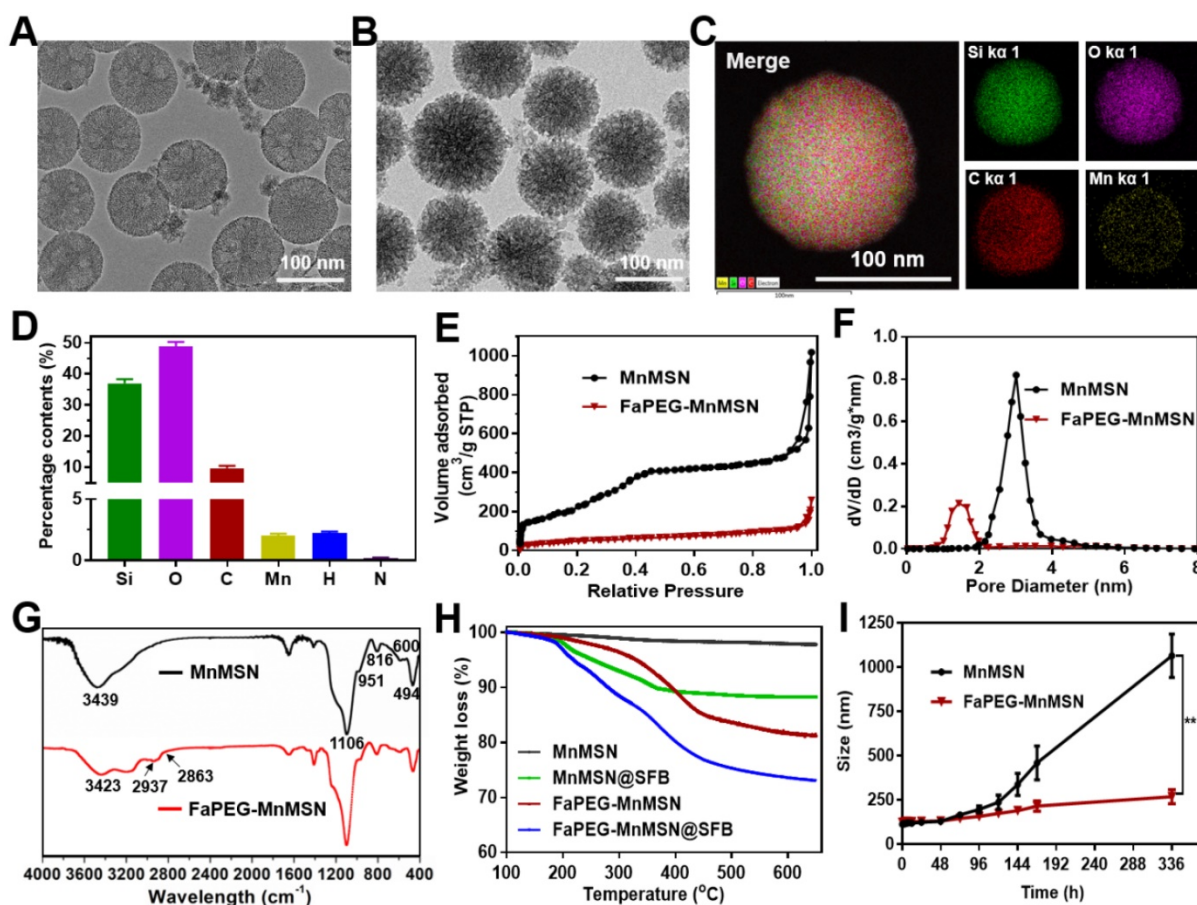 A
100 nm
B
100 nm
C
Merge
100 nm
100nm
Si kα 1
O kα 1
C kα 1
Mn kα 1
D
Percentage contents (%)
50
40
30
20
10
5
0
Si O C Mn H N
E
Volume adsorbed
(cm³/g STP)
1000
800
600
400
200
0
MnMSN
FaPEG-MnMSN
0.0 0.2 0.4 0.6 0.8 1.0
Relative Pressure
F
dV/dD (cm3/g*nm)
1.0
0.8
0.6
0.4
0.2
0.0
MnMSN
FaPEG-MnMSN
0 2 4 6 8
Pore Diameter (nm)
G
MnMSN
3439
1106
951
816
600
494
3423
2937
2863
FaPEG-MnMSN
4000 3600 3200 2800 2400 2000 1600 1200 800 400
Wavelength (cm⁻¹)
H
Weight loss (%)
100
90
80
70
60
MnMSN
MnMSN@SFB
FaPEG-MnMSN
FaPEG-MnMSN@SFB
100 200 300 400 500 600
Temperature (°C)
I
Size
(nm)
1250
1000
750
500
250
0
MnMSN
FaPEG-MnMSN
**
0 48 96 144 192 240 288 336
Time (h)